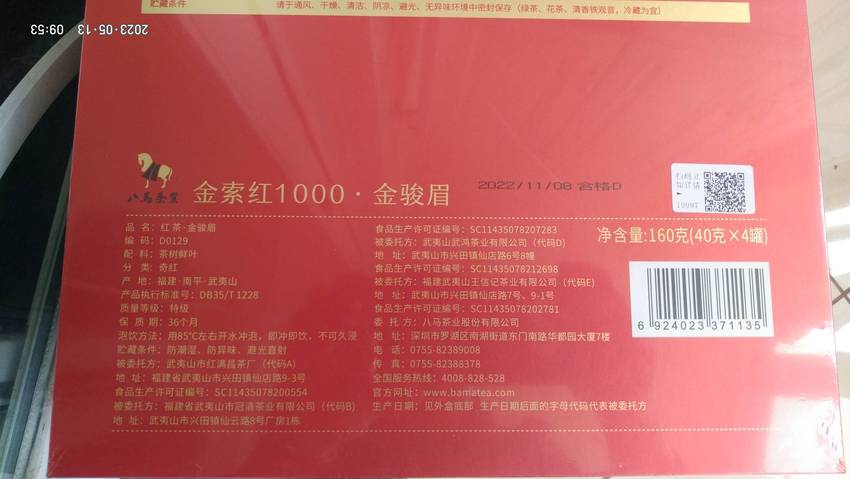 贮藏条件 请于通风、干燥、清洁、阴凉、避光、无异味环境中密封保存（绿茶、花茶、清香铁观音，冷藏为宜）
2023·05·13 09:53
八马茶业
金索红1000·金骏眉
2022/11/08 合格D
扫码立
知详情
10997
净含量:160克(40克×4罐)
6 924023 371135
品 名：红茶·金骏眉
编 码：D0129
配 料：茶树鲜叶
分 类：奇红
产 地：福建·南平·武夷山
产品执行标准号：DB35/T 1228
质量等级：特级
保 质 期：36个月
泡饮方法：用85℃左右开水冲泡，即冲即饮，不可久浸
贮藏条件：防潮湿、防异味、避光直射
被委托方：武夷山市红满昌茶厂（代码A）
地 址：福建省武夷山市兴田镇仙店路9-3号
食品生产许可证编号：SC11435078200554
被委托方：福建省武夷山市冠清茶业有限公司（代码B）
地 址：武夷山市兴田镇仙云路8号厂房1栋
食品生产许可证编号：SC11435078207283
被委托方：武夷山武鸿茶业有限公司（代码D）
地 址：武夷山市兴田镇仙店路6号8幢
食品生产许可证编号：SC11435078212698
被委托方：福建武夷山王信记茶业有限公司（代码E）
地 址：武夷山市兴田镇仙店路7号、9-1号
食品生产许可证编号：SC11435078202781
委 托 方：八马茶业股份有限公司
地 址：深圳市罗湖区南湖街道东门南路华都园大厦7楼
电 话：0755-82389008
传 真：0755-82388378
全国服务热线：4008-828-528
官方网址：www.bamatea.com
生产日期：见外盒底部 生产日期后面的字母代码代表被委托方